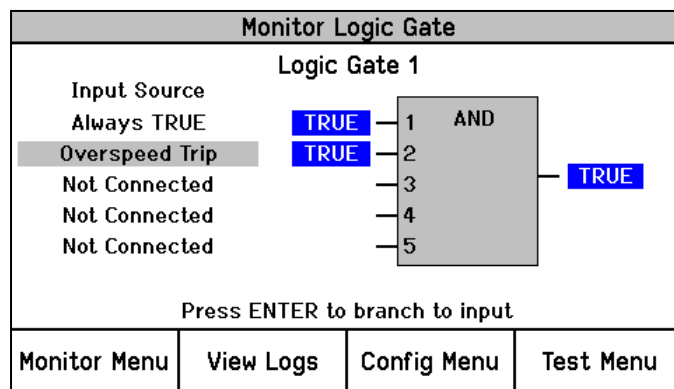 Monitor Logic Gate
Logic Gate 1
Input Source
Always TRUE TRUE 1 AND
Overspeed Trip TRUE 2
TRUE
Not Connected 3
Not Connected 4
Not Connected 5
Press ENTER to branch to input
Monitor Menu View Logs Config Menu Test Menu